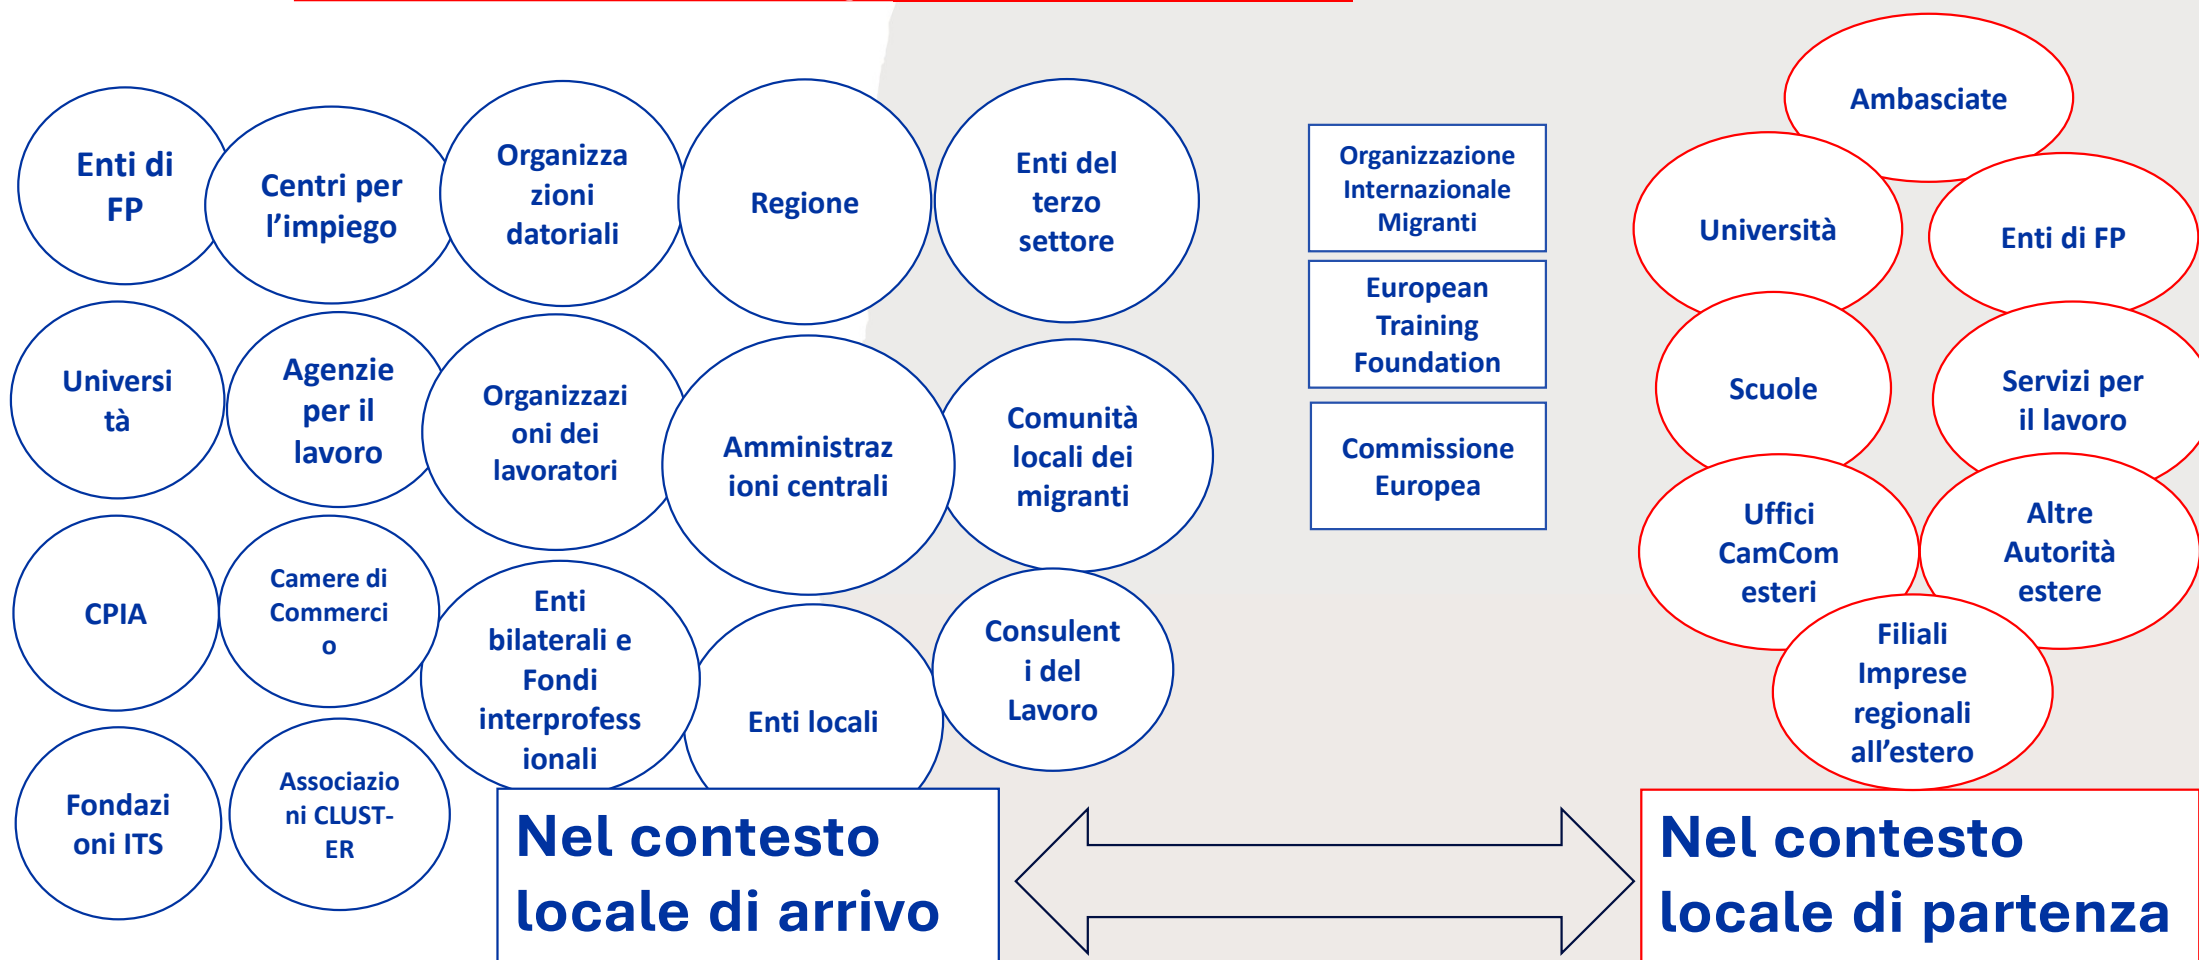 Enti di
FP
Centri per
l'impiego
Organizza
zioni
datoriali
Regione
Enti del
terzo
settore
Universi
tà
Agenzie
per il
lavoro
Organizzazi
oni dei
lavoratori
Amministraz
ioni centrali
Comunità
locali dei
migranti
CPIA
Camere di
Commerci
o
Enti
bilaterali e
Fondi
interprofess
ionali
Enti locali
Consulent
i del
Lavoro
Fondazi
oni ITS
Associazio
ni CLUST-
ER
Nel contesto
locale di arrivo
Organizzazione
Internazionale
Migranti
European
Training
Foundation
Commissione
Europea
Ambasciate
Università
Enti di FP
Scuole
Servizi per
il lavoro
Uffici
CamCom
esteri
Altre
Autorità
estere
Filiali
Imprese
regionali
all'estero
Nel contesto
locale di partenza